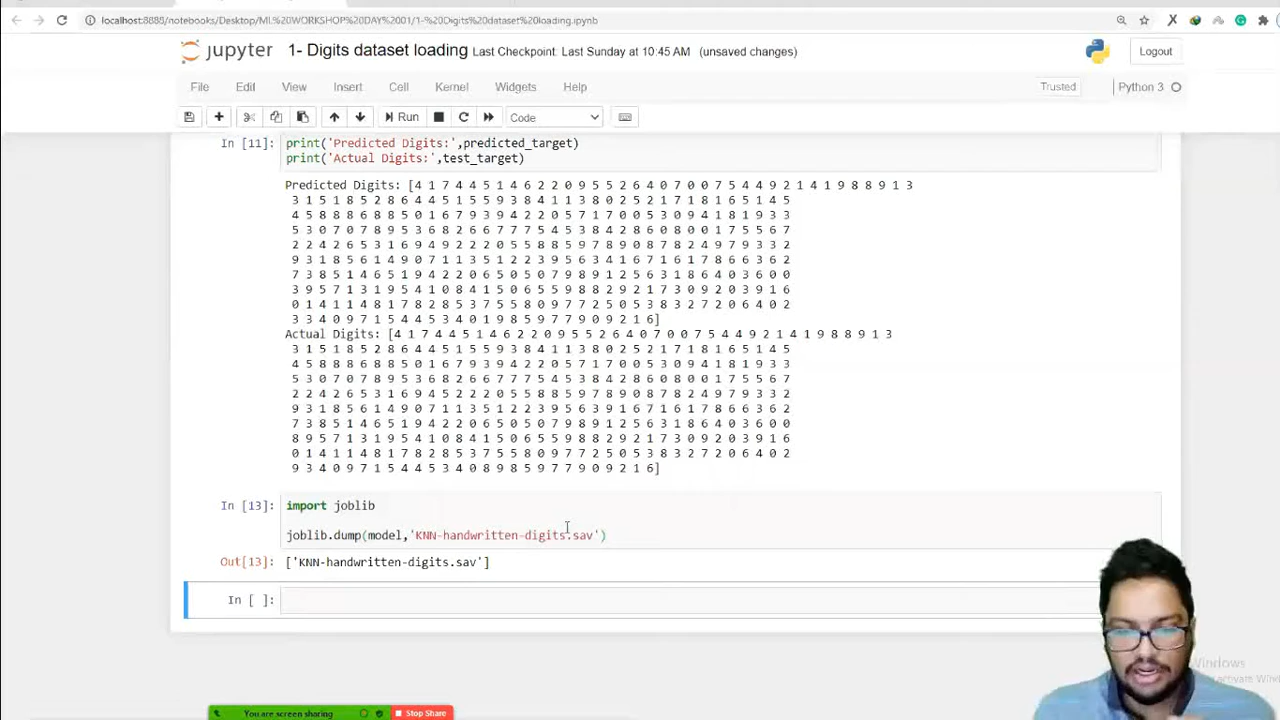 localhost:8888/notebooks/Desktop/ML%20WORKSHOP%20DAY%2001/1-%20Digits%20dataset%20loading.ipynb
jupyter 1- Digits dataset loading Last Checkpoint: Last Sunday at 10:45 AM (unsaved changes) Logout
File Edit View Insert Cell Kernel Widgets Help Trusted Python 3
Run Code
In [11]: print('Predicted Digits:',predicted_target)
print('Actual Digits:',test_target)
Predicted Digits: [4 1 7 4 4 5 1 4 6 2 2 0 9 5 5 2 6 4 0 7 0 0 7 5 4 4 9 2 1 4 1 9 8 8 9 1 3
3 1 5 1 8 5 2 8 6 4 4 5 1 5 5 9 3 8 4 1 1 3 8 0 2 5 2 1 7 1 8 1 6 5 1 4 5
4 5 8 8 8 6 8 8 5 0 1 6 7 9 3 9 4 2 2 0 5 7 1 7 0 0 5 3 0 9 4 1 8 1 9 3 3
5 3 0 7 0 7 8 9 5 3 6 8 2 6 6 7 7 7 5 4 5 3 8 4 2 8 6 0 8 0 0 1 7 5 5 6 7
2 2 4 2 6 5 3 1 6 9 4 9 2 2 2 0 5 5 8 8 5 9 7 8 9 0 8 7 8 2 4 9 7 9 3 3 2
9 3 1 8 5 6 1 4 9 0 7 1 1 3 5 1 2 2 9 5 6 3 4 1 6 7 1 6 1 7 8 6 6 3 6 2
7 3 8 5 1 4 6 5 1 9 4 2 2 0 6 5 0 5 0 7 9 8 9 1 2 5 6 3 1 8 6 4 0 3 6 0 0
3 9 5 7 1 3 1 9 5 4 1 0 8 4 1 5 0 6 5 5 9 8 8 2 9 2 1 7 3 0 9 2 0 3 9 1 6
0 1 4 1 1 4 8 1 7 8 2 8 5 3 7 5 5 8 0 9 7 7 2 5 0 5 3 8 3 2 7 2 0 6 4 0 2
3 3 4 0 9 7 1 5 4 4 5 3 4 0 1 9 8 5 9 7 7 9 0 9 2 1 6]
Actual Digits: [4 1 7 4 4 5 1 4 6 2 2 0 9 5 5 2 6 4 0 7 0 0 7 5 4 4 9 2 1 4 1 9 8 8 9 1 3
3 1 5 1 8 5 2 8 6 4 4 5 1 5 5 9 3 8 4 1 1 3 8 0 2 5 2 1 7 1 8 1 6 5 1 4 5
4 5 8 8 8 6 8 8 5 0 1 6 7 9 3 9 4 2 2 0 5 7 1 7 0 0 5 3 0 9 4 1 8 1 9 3 3
5 3 0 7 0 7 8 9 5 3 6 8 2 6 6 7 7 7 5 4 5 3 8 4 2 8 6 0 8 0 0 1 7 5 5 6 7
2 2 4 2 6 5 3 1 6 9 4 5 2 2 2 0 5 5 8 8 5 9 7 8 9 0 8 7 8 2 4 9 7 9 3 3 2
9 3 1 8 5 6 1 4 9 0 7 1 1 3 5 1 2 2 3 9 5 6 3 9 1 6 7 1 6 1 7 8 6 6 3 6 2
7 3 8 5 1 4 6 5 1 9 4 2 2 0 6 5 0 5 0 7 9 8 9 1 2 5 6 3 1 8 6 4 0 3 6 0 0
8 9 5 7 1 3 1 9 5 4 1 0 8 4 1 5 0 6 5 5 9 8 8 2 9 2 1 7 3 0 9 2 0 3 9 1 6
0 1 4 1 1 4 8 1 7 8 2 8 5 3 7 5 5 8 0 9 7 7 2 5 0 5 3 8 3 2 7 2 0 6 4 0 2
9 3 4 0 9 7 1 5 4 4 5 3 4 0 8 9 8 5 9 7 7 9 0 9 2 1 6]
In [13]: import joblib
joblib.dump(model,'KNN-handwritten-digits.sav')
Out[13]: ['KNN-handwritten-digits.sav']
In [ ]:
Windows
You are screen sharing Stop Share